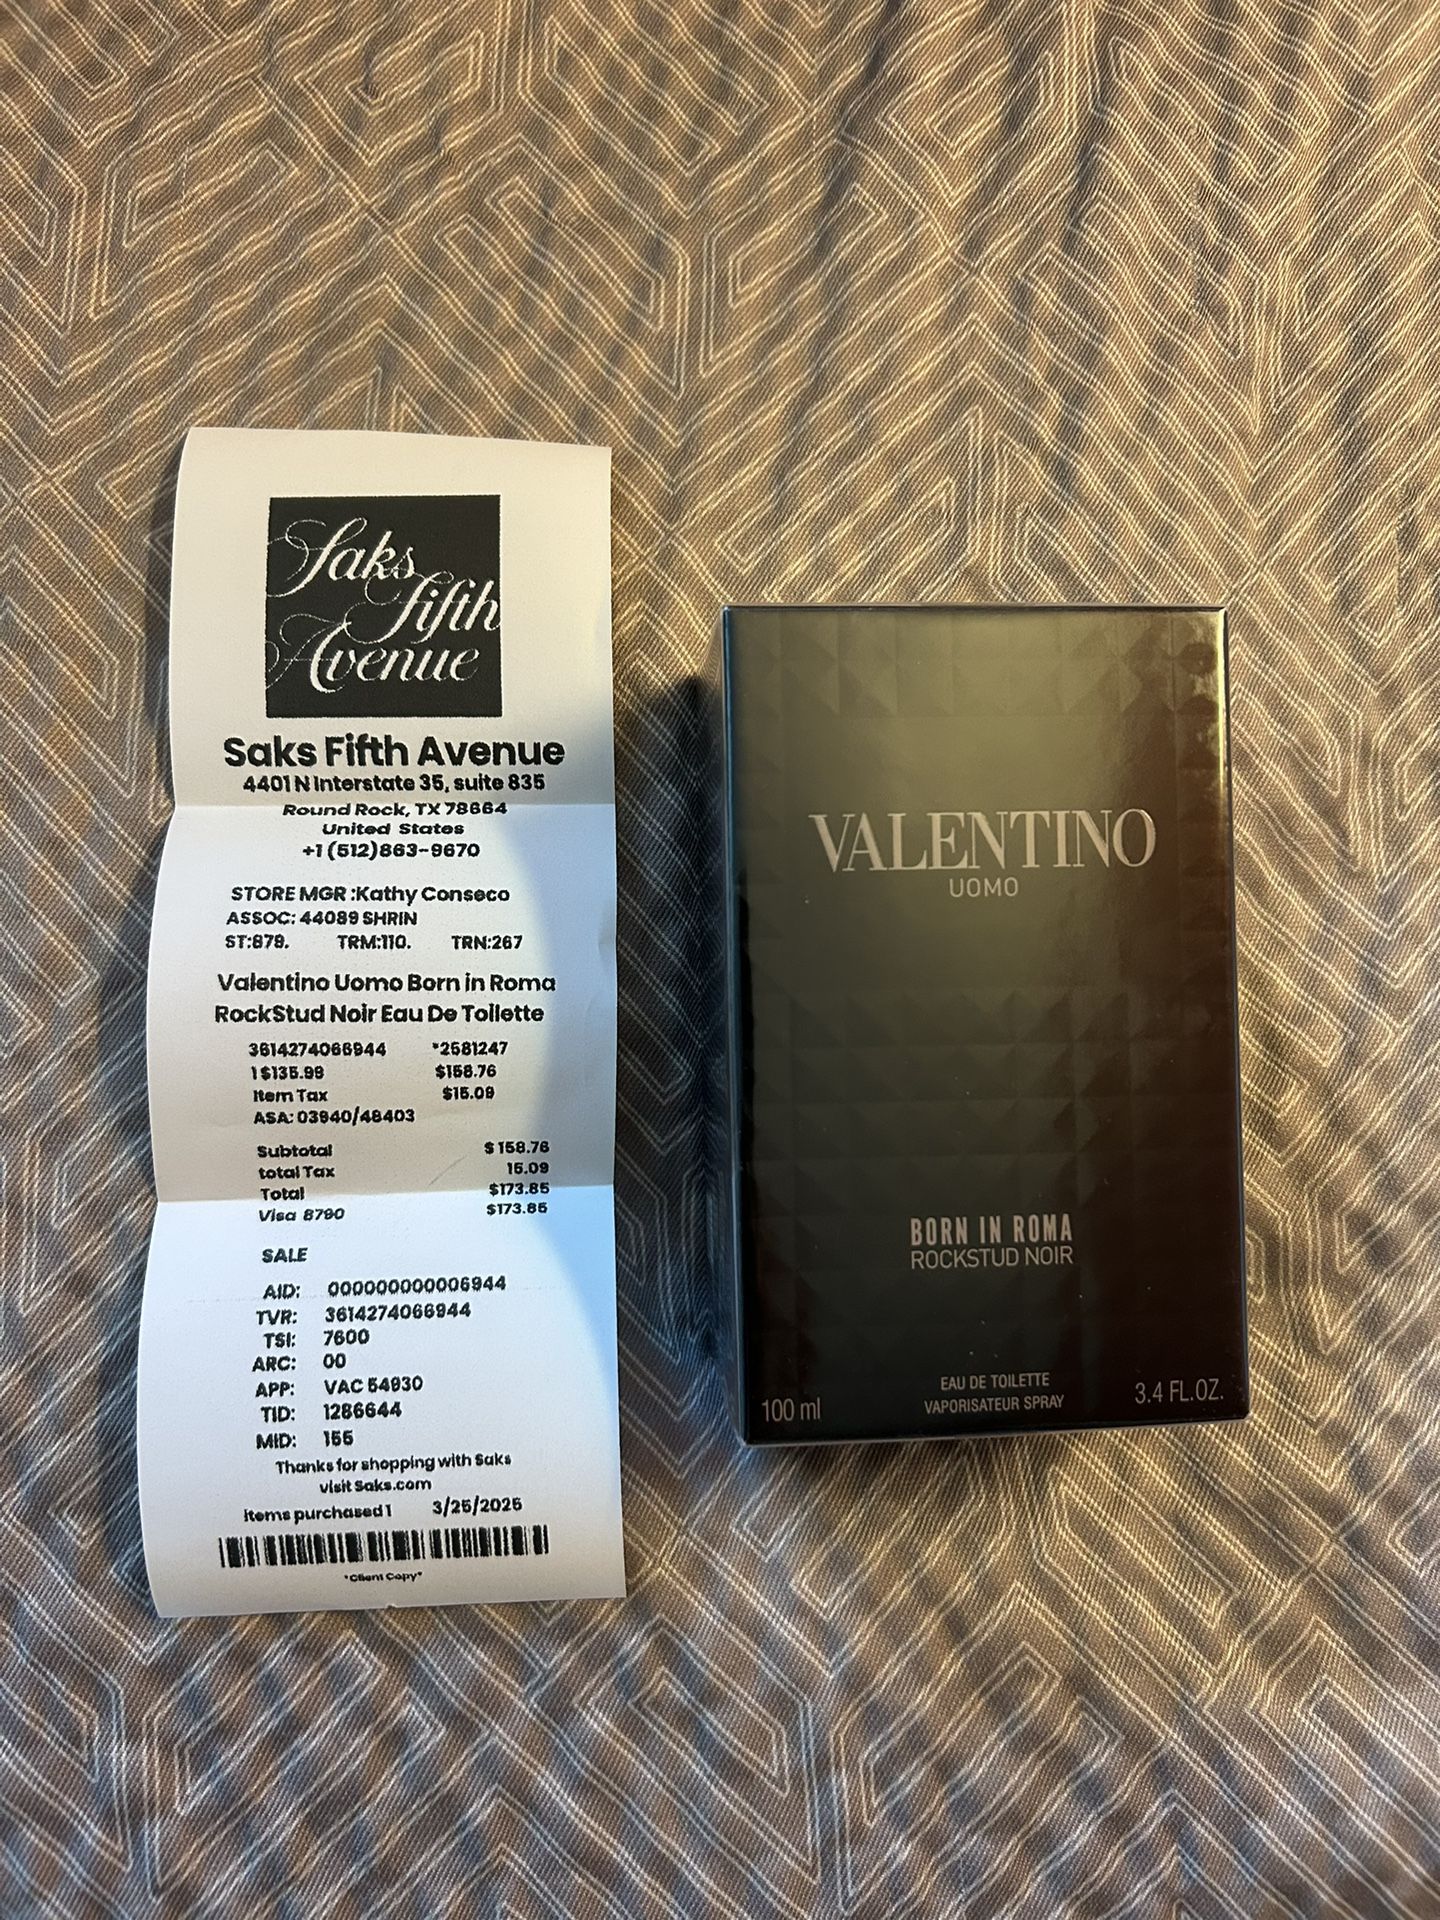 Saks
Fifth
Avenue
Saks Fifth Avenue
4401 N Interstate 35, suite 835
Round Rock, TX 78664
United States
+1 (512)863-9670
STORE MGR :Kathy Conseco
ASSOC: 44089 SHRIN
ST:879. TRM:110. TRN:267
Valentino Uomo Born in Roma
RockStud Noir Eau De Toilette
3614274066944 *2581247
1 $135.99 $158.76
Item Tax $15.09
ASA: 03940/48403
Subtotal $ 158.76
total Tax 15.09
Total $173.85
Visa 8790 $173.85
SALE
AID: 000000000006944
TVR: 3614274066944
TSI: 7600
ARC: 00
APP: VAC 54930
TID: 1286644
MID: 155
Thanks for shopping with Saks
visit Saks.com
items purchased 1 3/25/2025
*Client Copy*
VALENTINO
UOMO
BORN IN ROMA
ROCKSTUD NOIR
EAU DE TOILETTE
VAPORISATEUR SPRAY
100 ml
3.4 FL.OZ.